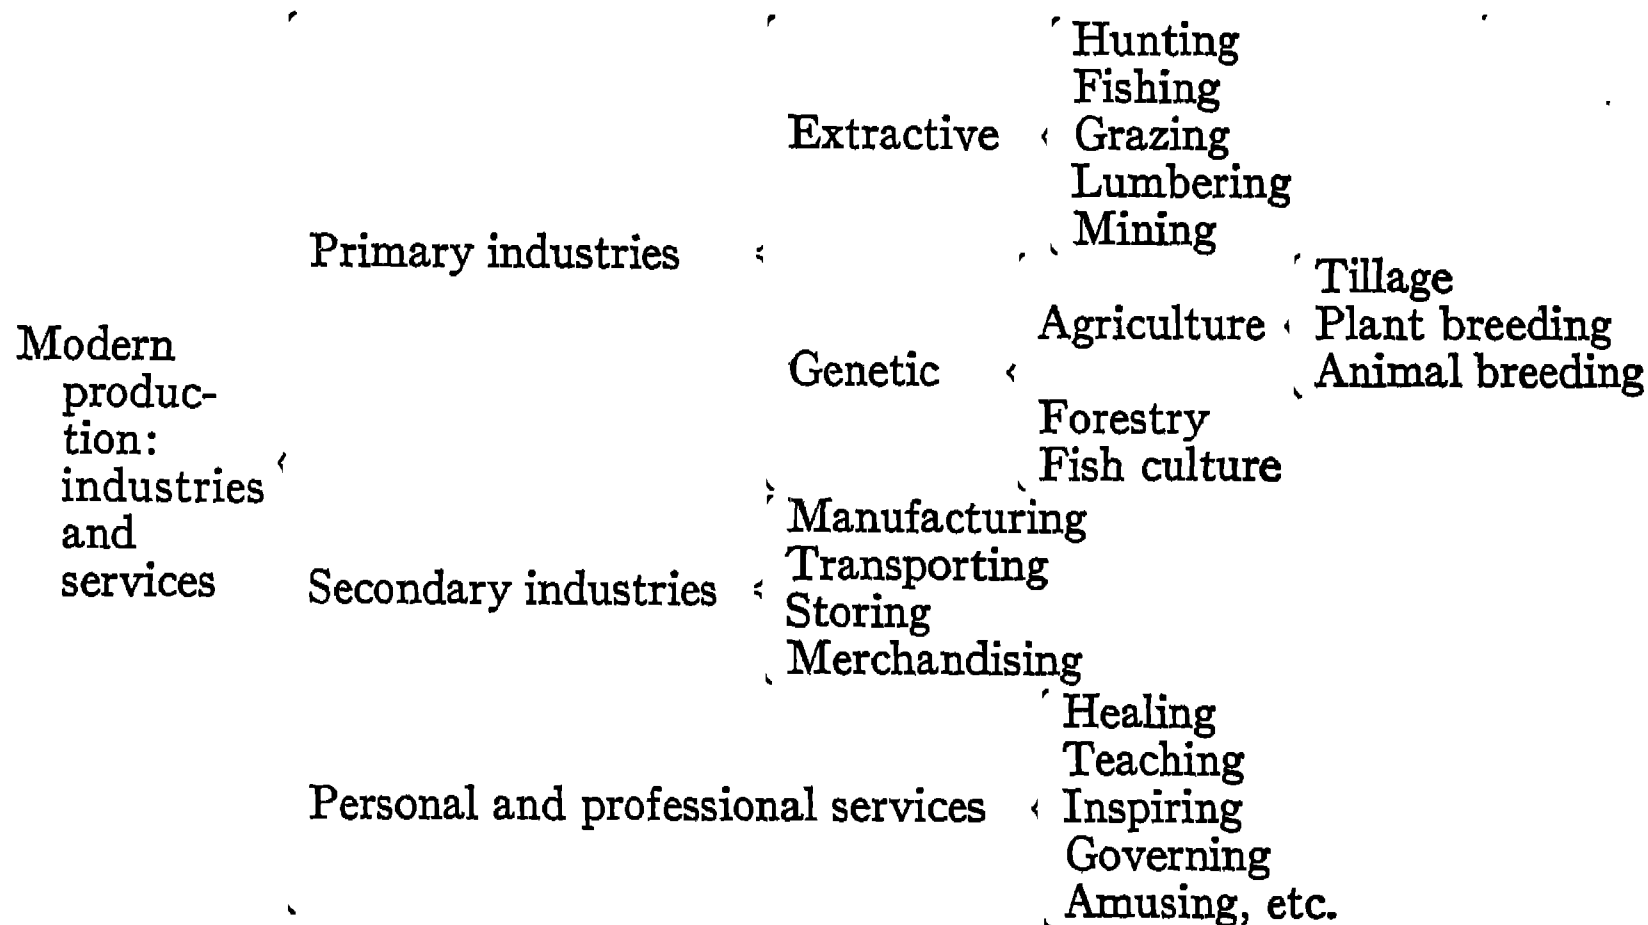 Modern
produc-
tion:
industries
and
services
Primary industries
Extractive
Hunting
Fishing
Grazing
Lumbering
Mining
Genetic
Agriculture
Tillage
Plant breeding
Animal breeding
Forestry
Fish culture
Secondary industries
Manufacturing
Transporting
Storing
Merchandising
Personal and professional services
Healing
Teaching
Inspiring
Governing
Amusing, etc.